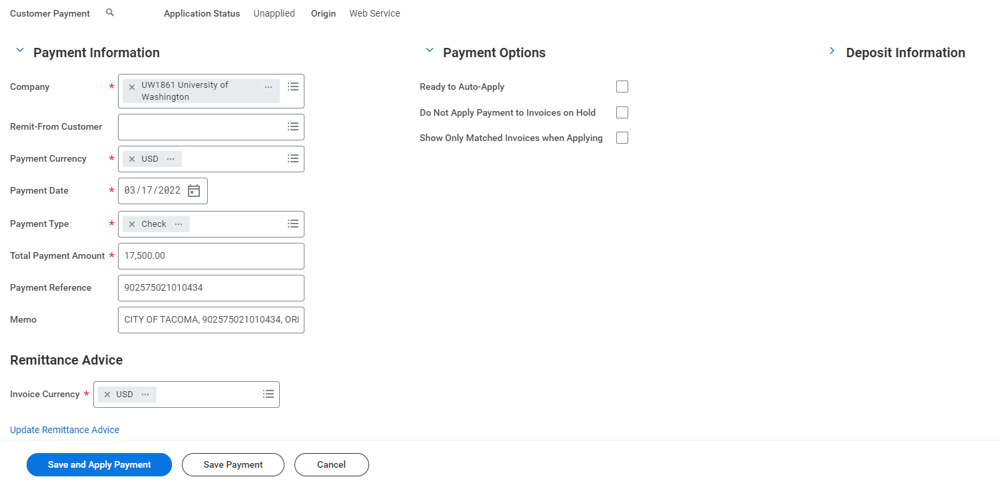 Customer Payment Application Status Unapplied Origin Web Service
Payment Information
Company * UW1861 University of
Washington
Remit-From Customer
Payment Currency * USD
Payment Date * 03/17/2022
Payment Type * Check
Total Payment Amount * 17,500.00
Payment Reference 902575021010434
Memo CITY OF TACOMA, 902575021010434, ORI
Remittance Advice
Invoice Currency * USD
Update Remittance Advice
Payment Options
Ready to Auto-Apply
Do Not Apply Payment to Invoices on Hold
Show Only Matched Invoices when Applying
Deposit Information
Save and Apply Payment Save Payment Cancel